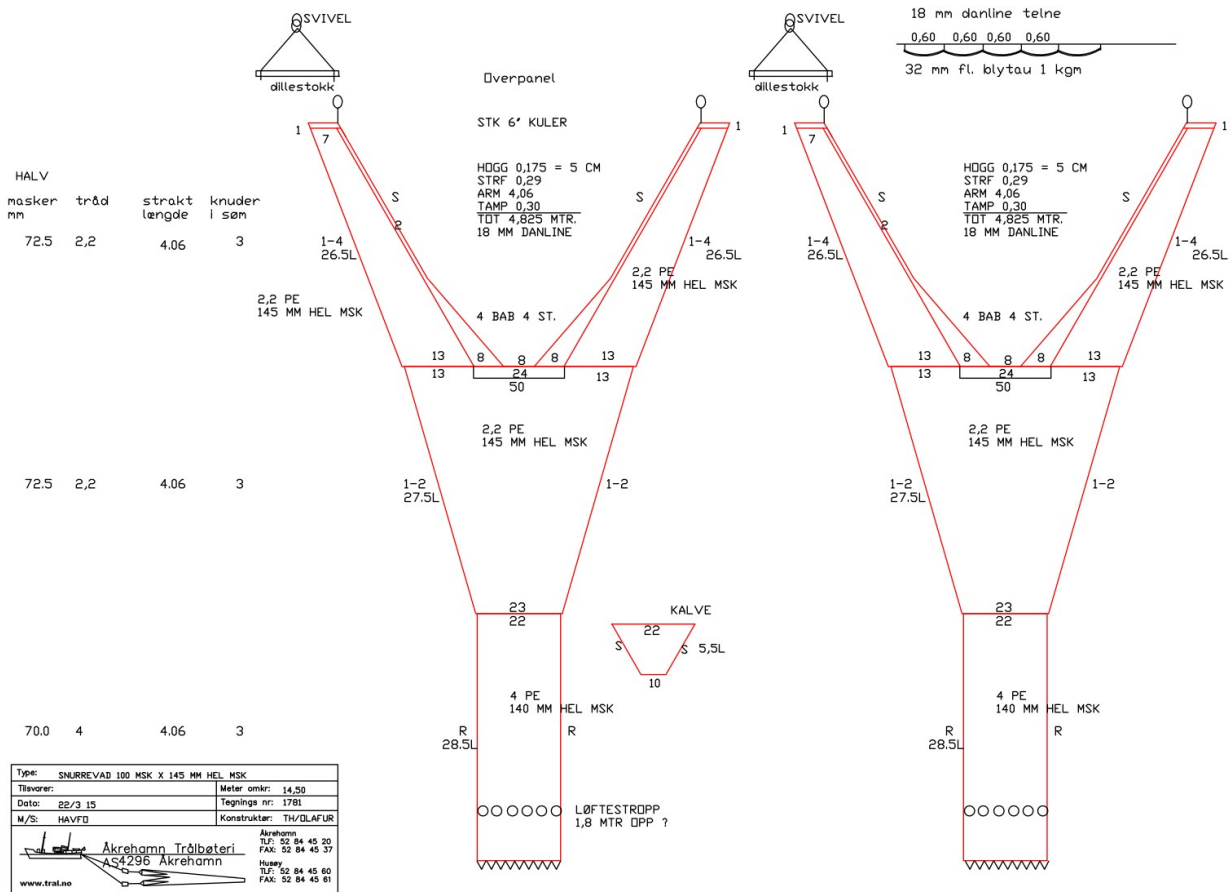 SVIVEL
dillestokk
SVIVEL
dillestokk
18 mm danline telne
0,60 0,60 0,60 0,60
32 mm fl. blytau 1 kgm
Overpanel
STK 6" KULER
1
7
1
1
7
1
HOGG 0,175 = 5 CM
STRF 0,29
ARM 4,06
TAMP 0,30
TOT 4,825 MTR.
18 MM DANLINE
HOGG 0,175 = 5 CM
STRF 0,29
ARM 4,06
TAMP 0,30
TOT 4,825 MTR.
18 MM DANLINE
HALV
masker mm
tråd
strakt længde
knuder i søm
72.5 2,2 4.06 3
S
2
S
1-4
26.5L
1-4
26.5L
2,2 PE
145 MM HEL MSK
2,2 PE
145 MM HEL MSK
4 BAB 4 ST.
S
2
S
1-4
26.5L
1-4
26.5L
2,2 PE
145 MM HEL MSK
4 BAB 4 ST.
13 8 8 8 13
13 24 13
50
13 8 8 8 13
13 24 13
50
2,2 PE
145 MM HEL MSK
2,2 PE
145 MM HEL MSK
72.5 2,2 4.06 3
1-2
27.5L
1-2
1-2
27.5L
1-2
23
22
23
22
KALVE
22
S
S 5,5L
10
4 PE
140 MM HEL MSK
4 PE
140 MM HEL MSK
70.0 4 4.06 3
R
28.5L
R
R
28.5L
R
LØFTESTROPP
1,8 MTR OPP ?
Type: SNURREVAD 100 MSK X 145 MM HEL MSK
Tilsvarer:
Meter omkr: 14,50
Dato: 22/3 15
Tegnings nr: 1781
M/S: HAVFO
Konstruktør: TH/OLAFUR
Åkrehamn Trålbøteri
AS4296 Åkrehamn
www.tral.no
Åkrehamn
TLF: 52 84 45 20
FAX: 52 84 45 37
Husøy
TLF: 52 84 45 60
FAX: 52 84 45 61